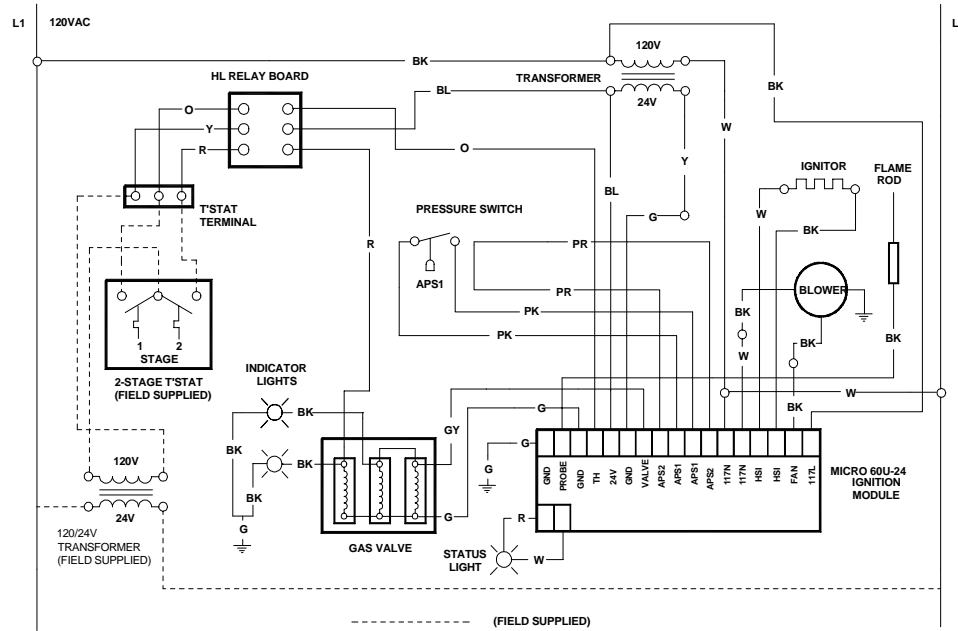 L1
120VAC
L
BK
120V
TRANSFORMER
24V
BK
HL RELAY BOARD
BL
O
Y
R
O
W
Y
BL
G
T'STAT
TERMINAL
R
PRESSURE SWITCH
APS1
PR
PR
PK
PK
IGNITOR
FLAME
ROD
W
BK
BLOWER
BK
W
BK
BK
BK
W
1
2
STAGE
2-STAGE T'STAT
(FIELD SUPPLIED)
INDICATOR
LIGHTS
BK
BK
BK
BK
G
GY
G
G
GAS VALVE
G
G
GND
PROBE
GND
TH
24V
GND
VALVE
APS2
APS1
APS1
APS2
117N
117N
HSI
HSI
FAN
117L
MICRO 60U-24
IGNITION
MODULE
R
W
STATUS
LIGHT
120V
24V
120/24V
TRANSFORMER
(FIELD SUPPLIED)
(FIELD SUPPLIED)